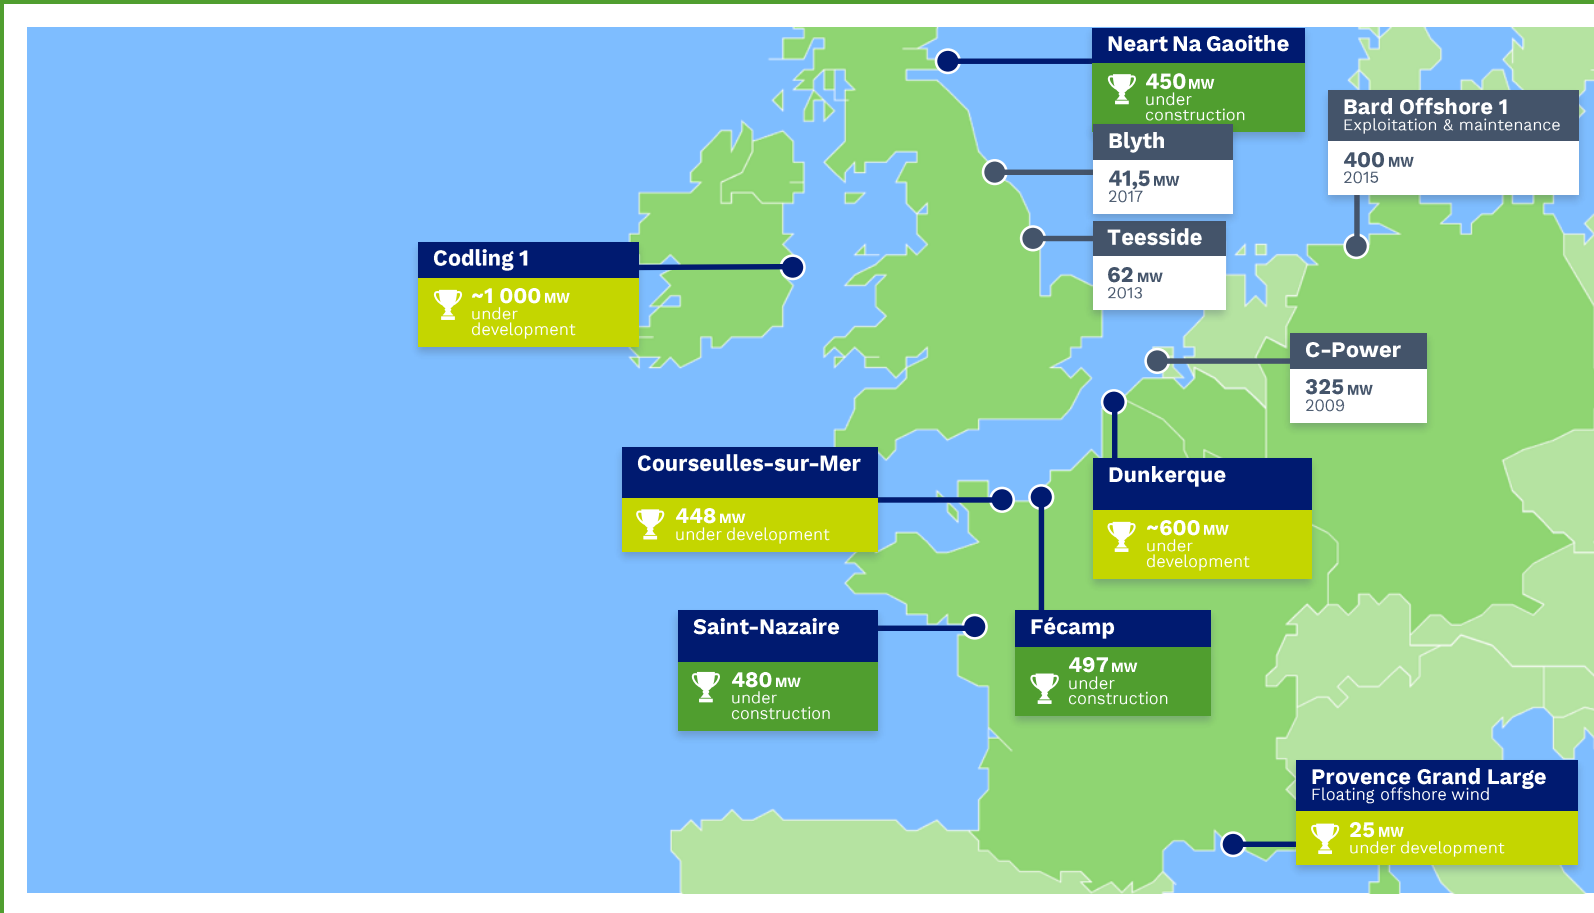 Neart Na Gaoithe
450 MW
under
construction
Bard Offshore 1
Exploitation & maintenance
400 MW
2015
Blyth
41,5 MW
2017
Teesside
62 MW
2013
Codling 1
~1 000 MW
under
development
C-Power
325 MW
2009
Courseulles-sur-Mer
448 MW
under development
Dunkerque
~600 MW
under
development
Saint-Nazaire
480 MW
under
construction
Fécamp
497 MW
under
construction
Provence Grand Large
Floating offshore wind
25 MW
under development